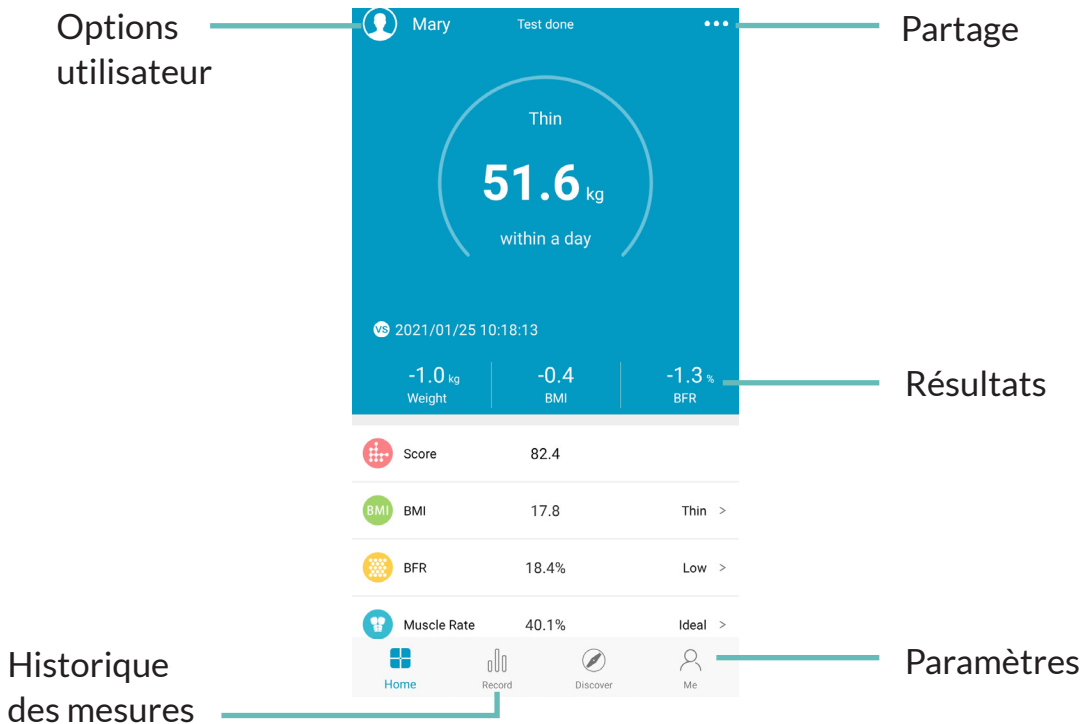 Options
utilisateur
Mary Test done
Partage
Thin
51.6 kg
within a day
VS 2021/01/25 10:18:13
-1.0 kg -0.4 -1.3 %
Weight BMI BFR
Résultats
Score 82.4
BMI BMI 17.8 Thin >
BFR 18.4% Low >
Muscle Rate 40.1% Ideal >
Home Record Discover Me
Paramètres
Historique
des mesures